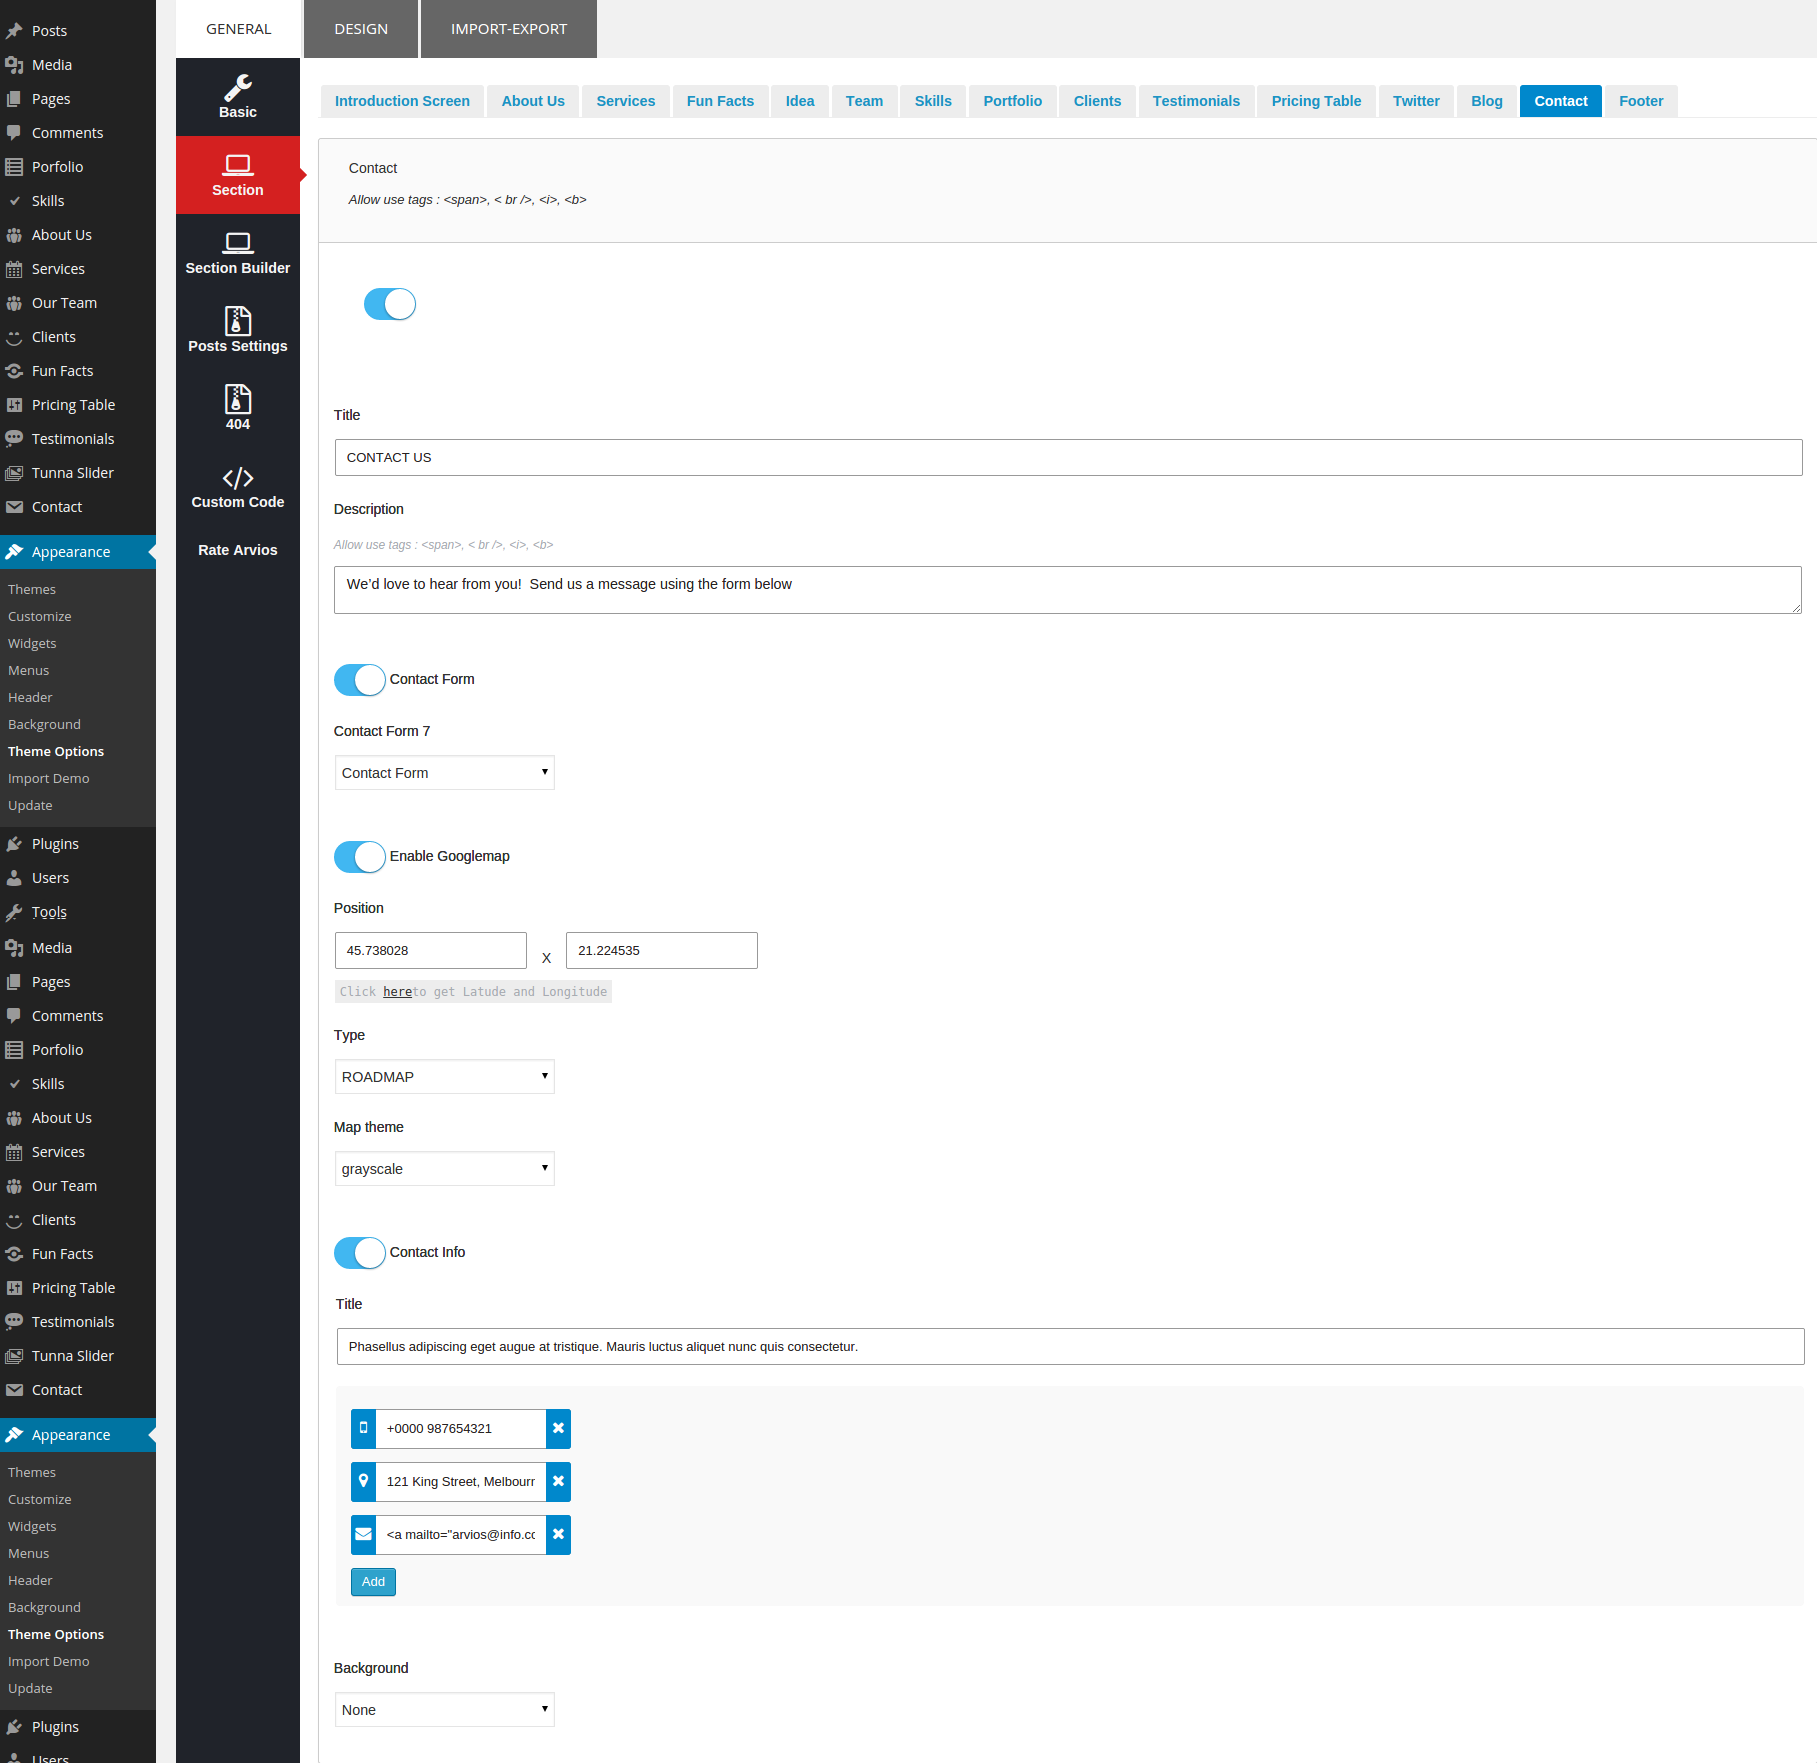 Posts
Media
Pages
Comments
Porfolio
Skills
About Us
Services
Our Team
Clients
Fun Facts
Pricing Table
Testimonials
Tunna Slider
Contact
Appearance
Themes
Customize
Widgets
Menus
Header
Background
Theme Options
Import Demo
Update
Plugins
Users
Tools
Media
Pages
Comments
Porfolio
Skills
About Us
Services
Our Team
Clients
Fun Facts
Pricing Table
Testimonials
Tunna Slider
Contact
Appearance
Themes
Customize
Widgets
Menus
Header
Background
Theme Options
Import Demo
Update
Plugins
Users
GENERAL DESIGN IMPORT-EXPORT
Basic
Section
Section Builder
Posts Settings
404
Custom Code
Rate Arvios
Introduction Screen About Us Services Fun Facts Idea Team Skills Portfolio Clients Testimonials Pricing Table Twitter Blog Contact Footer
Contact
Allow use tags : <span>, < br />, <i>, <b>
Title
CONTACT US
Description
Allow use tags : <span>, < br />, <i>, <b>
We'd love to hear from you!  Send us a message using the form below
Contact Form
Contact Form 7
Contact Form
Enable Googlemap
Position
45.738028 X 21.224535
Click hereto get Latude and Longitude
Type
ROADMAP
Map theme
grayscale
Contact Info
Title
Phasellus adipiscing eget augue at tristique. Mauris luctus aliquet nunc quis consectetur.
+0000 987654321
121 King Street, Melbourn
<a mailto="arvios@info.co
Add
Background
None